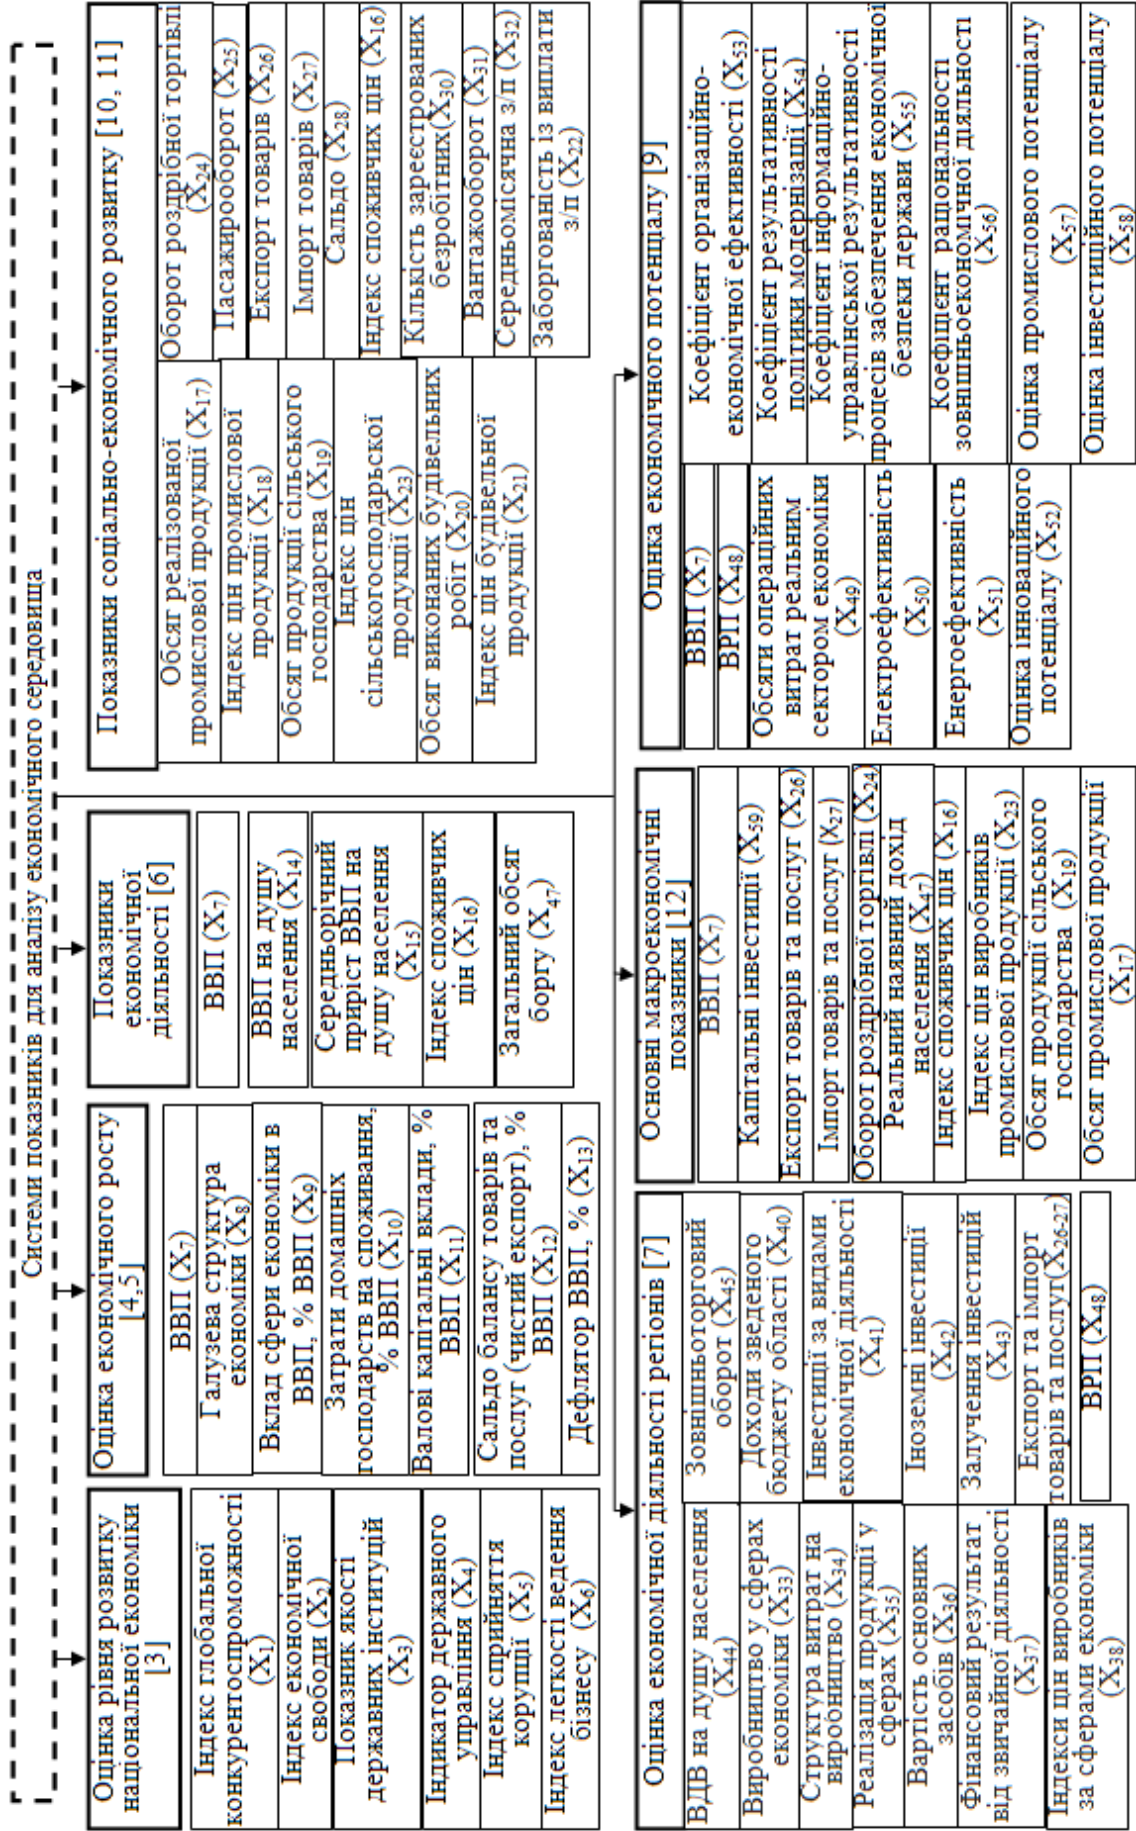 Системи показників для аналізу економічного середовища
Оцінка рівня розвитку
національної економіки
[3]
Індекс глобальної
конкурентоспроможності
(X1)
Індекс економічної
свободи (X2)
Показник якості
державних інституцій
(X3)
Індикатор державного
управління (X4)
Індекс сприйняття
корупції (X5)
Індекс легкості ведення
бізнесу (X6)
Оцінка економічного росту
[4,5]
ВВП (X7)
Галузева структура
економіки (X8)
Вклад сфери економіки в
ВВП, % ВВП (X9)
Затрати домашніх
господарств на споживання,
% ВВП (X10)
Валові капітальні вклади, %
ВВП (X11)
Сальдо балансу товарів та
послуг (чистий експорт), %
ВВП (X12)
Дефлятор ВВП, % (X13)
Показники
економічної
діяльності [6]
ВВП (X7)
ВВП на душу
населення (X14)
Середньорічний
приріст ВВП на
душу населення
(X15)
Індекс споживчих
цін (X16)
Загальний обсяг
боргу (X47)
Показники соціально-економічного розвитку [10, 11]
Обсяг реалізованої
промислової продукції (X17)
Індекс цін промислової
продукції (X18)
Обсяг продукції сільського
господарства (X19)
Індекс цін
сільськогосподарської
продукції (X23)
Обсяг виконаних будівельних
робіт (X20)
Індекс цін будівельної
продукції (X21)
Оборот роздрібної торгівлі
(X24)
Пасажирооборот (X25)
Експорт товарів (X26)
Імпорт товарів (X27)
Сальдо (X28)
Індекс споживчих цін (X16)
Кількість зареєстрованих
безробітних(X30)
Вантажооборот (X31)
Середньомісячна з/п (X32)
Заборгованість із виплати
з/п (X22)
Оцінка економічної діяльності регіонів [7]
ВДВ на душу населення
(X44)
Виробництво у сферах
економіки (X33)
Структура витрат на
виробництво (X34)
Реалізація продукції у
сферах (X35)
Вартість основних
засобів (X36)
Фінансовий результат
від звичайної діяльності
(X37)
Індекси цін виробників
за сферами економіки
(X38)
Зовнішньоторговий
оборот (X45)
Доходи зведеного
бюджету області (X40)
Інвестиції за видами
економічної діяльності
(X41)
Іноземні інвестиції
(X42)
Залучення інвестицій
(X43)
Експорт та імпорт
товарів та послуг(X26-27)
ВРП (X48)
Основні макроекономічні
показники [12]
ВВП (X7)
Капітальні інвестиції (X59)
Експорт товарів та послуг (X26)
Імпорт товарів та послуг (X27)
Оборот роздрібної торгівлі (X24)
Реальний наявний дохід
населення (X47)
Індекс споживчих цін (X16)
Індекс цін виробників
промислової продукції (X23)
Обсяг продукції сільського
господарства (X19)
Обсяг промислової продукції
(X17)
Оцінка економічного потенціалу [9]
ВВП (X7)
ВРП (X48)
Обсяги операційних
витрат реальним
сектором економіки
(X49)
Електроефективність
(X50)
Енергоефективність
(X51)
Оцінка інноваційного
потенціалу (X52)
Коефіцієнт організаційно-
економічної ефективності (X53)
Коефіцієнт результативності
політики модернізації (X54)
Коефіцієнт інформаційно-
управлінської результативності
процесів забезпечення економічної
безпеки держави (X55)
Коефіцієнт раціональності
зовнішньоекономічної діяльності
(X56)
Оцінка промислового потенціалу
(X57)
Оцінка інвестиційного потенціалу
(X58)